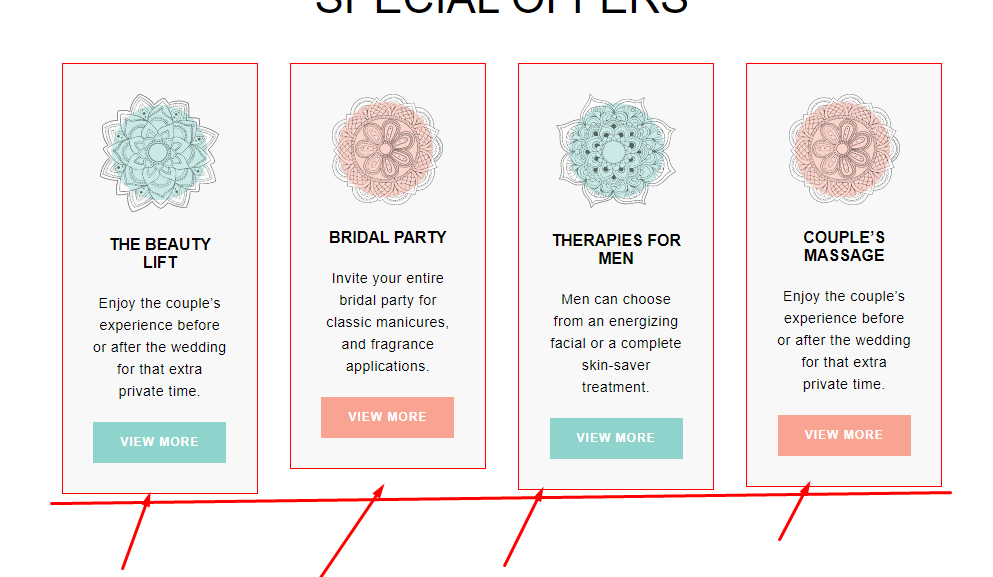 SPECIAL OFFERS
THE BEAUTY
LIFT
Enjoy the couple’s
experience before
or after the wedding
for that extra
private time.
VIEW MORE
BRIDAL PARTY
Invite your entire
bridal party for
classic manicures,
and fragrance
applications.
VIEW MORE
THERAPIES FOR
MEN
Men can choose
from an energizing
facial or a complete
skin-saver
treatment.
VIEW MORE
COUPLE’S
MASSAGE
Enjoy the couple’s
experience before
or after the wedding
for that extra
private time.
VIEW MORE